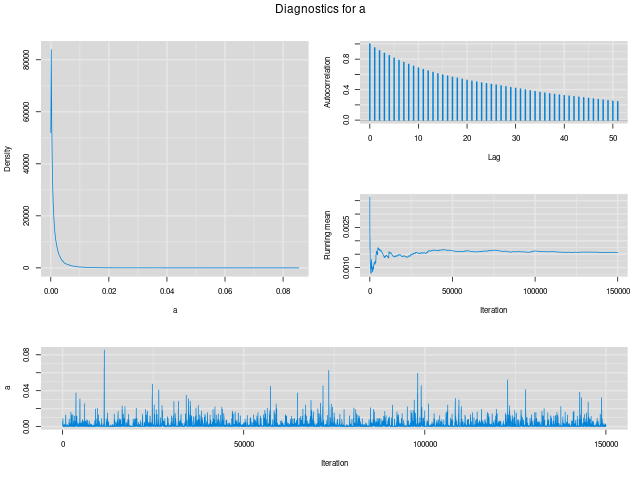 Diagnostics for a
Density
80000
60000
40000
20000
0
0.00 0.02 0.04 0.06 0.08
a
Autocorrelation
0.8
0.4
0.0
0 10 20 30 40 50
Lag
Running mean
0.0025
0.0010
0 50000 100000 150000
Iteration
a
0.08
0.04
0.00
0 50000 100000 150000
Iteration